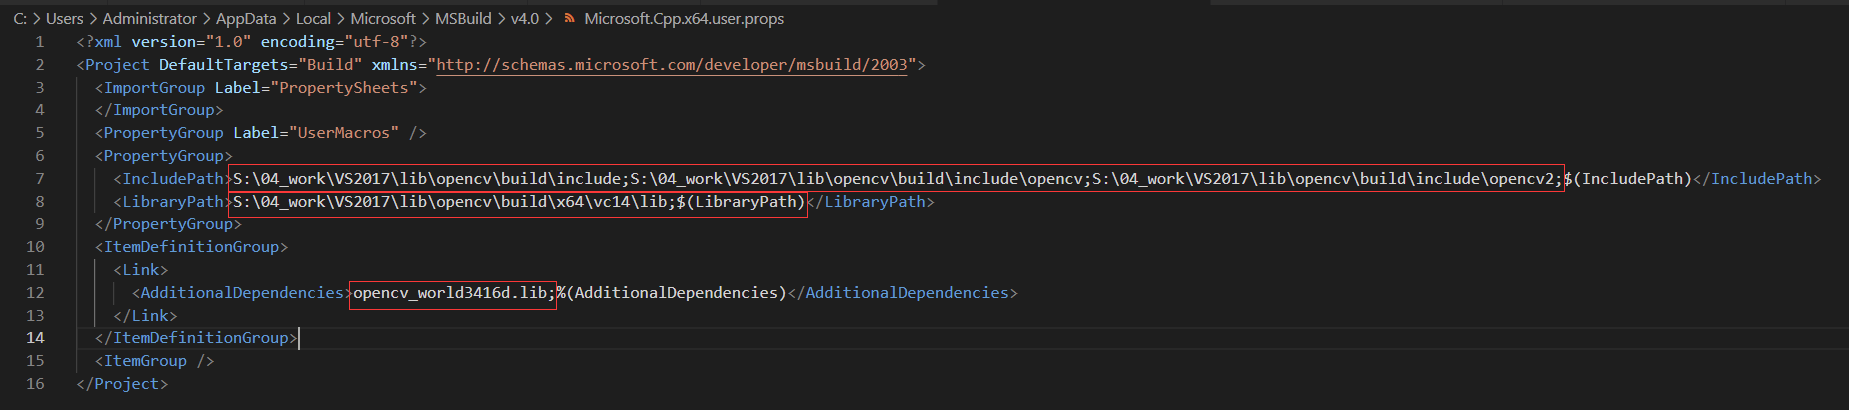 C: > Users > Administrator > AppData > Local > Microsoft > MSBuild > v4.0 > Microsoft.Cpp.x64.user.props
1 <?xml version="1.0" encoding="utf-8"?>
2 <Project DefaultTargets="Build" xmlns="http://schemas.microsoft.com/developer/msbuild/2003">
3 <ImportGroup Label="PropertySheets">
4 </ImportGroup>
5 <PropertyGroup Label="UserMacros" />
6 <PropertyGroup>
7 <IncludePath>S:\04_work\VS2017\lib\opencv\build\include;S:\04_work\VS2017\lib\opencv\build\include\opencv;S:\04_work\VS2017\lib\opencv\build\include\opencv2;$(IncludePath)</IncludePath>
8 <LibraryPath>S:\04_work\VS2017\lib\opencv\build\x64\vc14\lib;$(LibraryPath)</LibraryPath>
9 </PropertyGroup>
10 <ItemDefinitionGroup>
11 <Link>
12 <AdditionalDependencies>opencv_world3416d.lib;%(AdditionalDependencies)</AdditionalDependencies>
13 </Link>
14 </ItemDefinitionGroup>
15 <ItemGroup />
16 </Project>